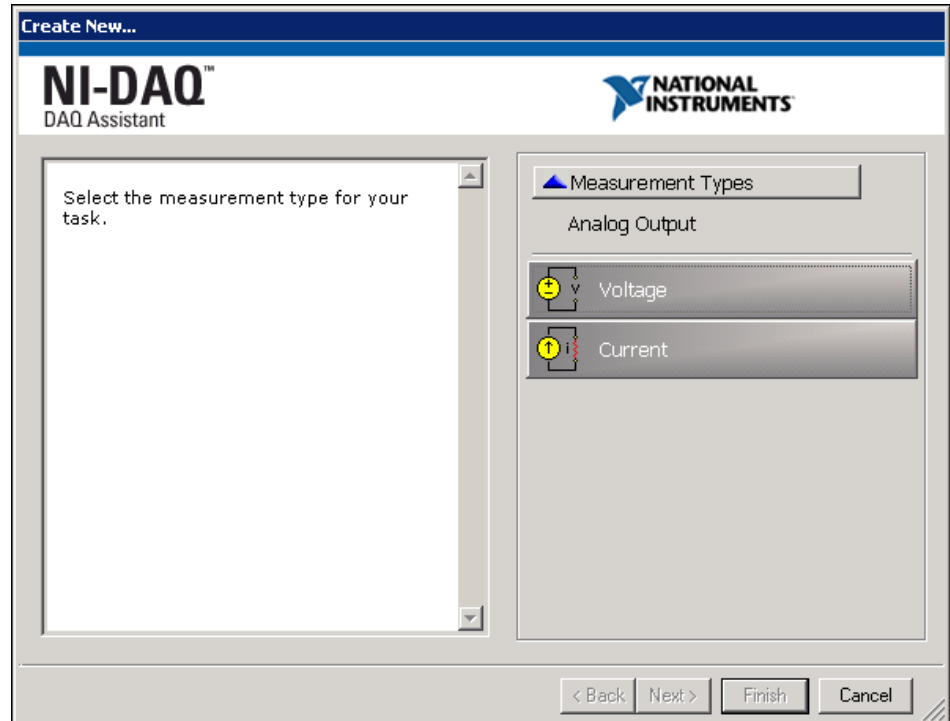 Create New...
NI-DAQ™
DAQ Assistant
NATIONAL
INSTRUMENTS
Select the measurement type for your
task.
Measurement Types
Analog Output
V
Voltage
i
Current
< Back
Next >
Finish
Cancel